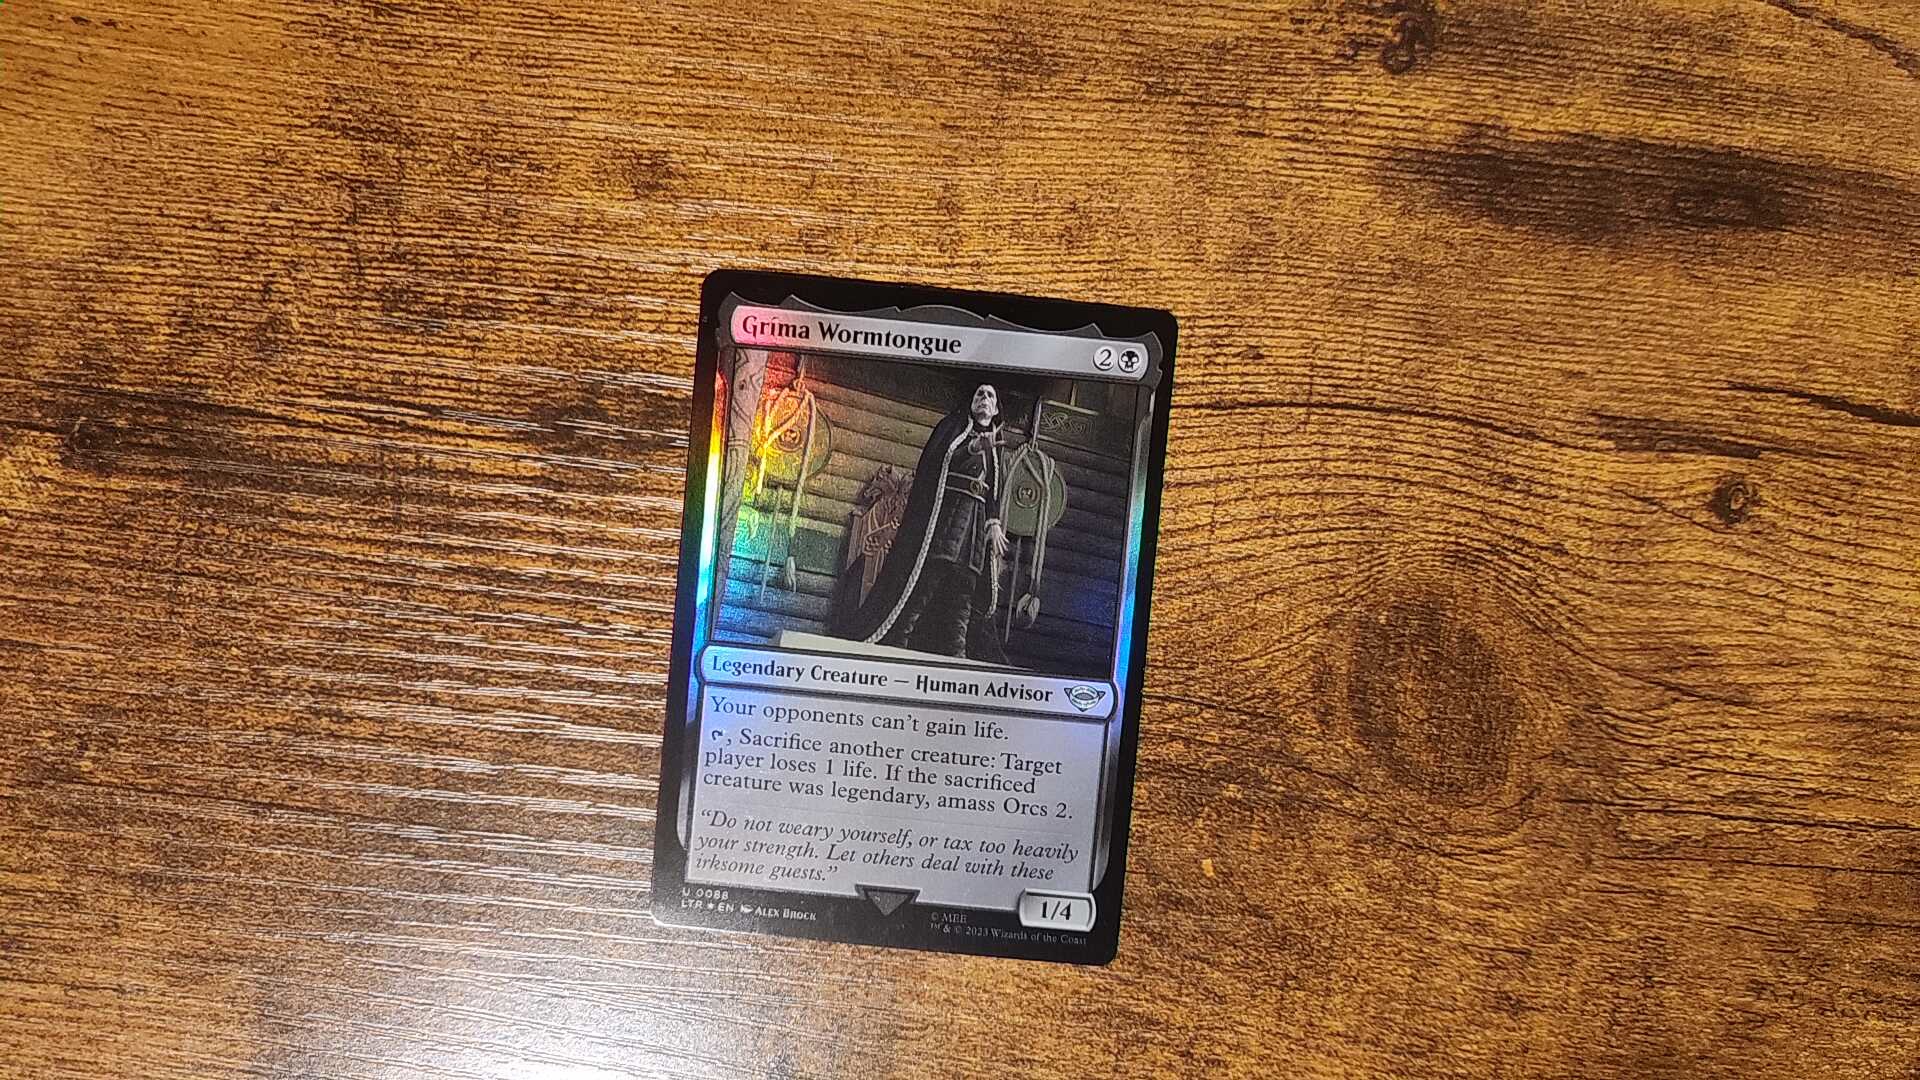 Gríma Wormtongue
2
Legendary Creature — Human Advisor
Your opponents can't gain life.
, Sacrifice another creature: Target
player loses 1 life. If the sacrificed
creature was legendary, amass Orcs 2.
"Do not weary yourself, or tax too heavily
your strength. Let others deal with these
irksome guests."
1/4
U 0088
LTR ★ EN ALEX BROCK
© MEE
™ & © 2023 Wizards of the Coast